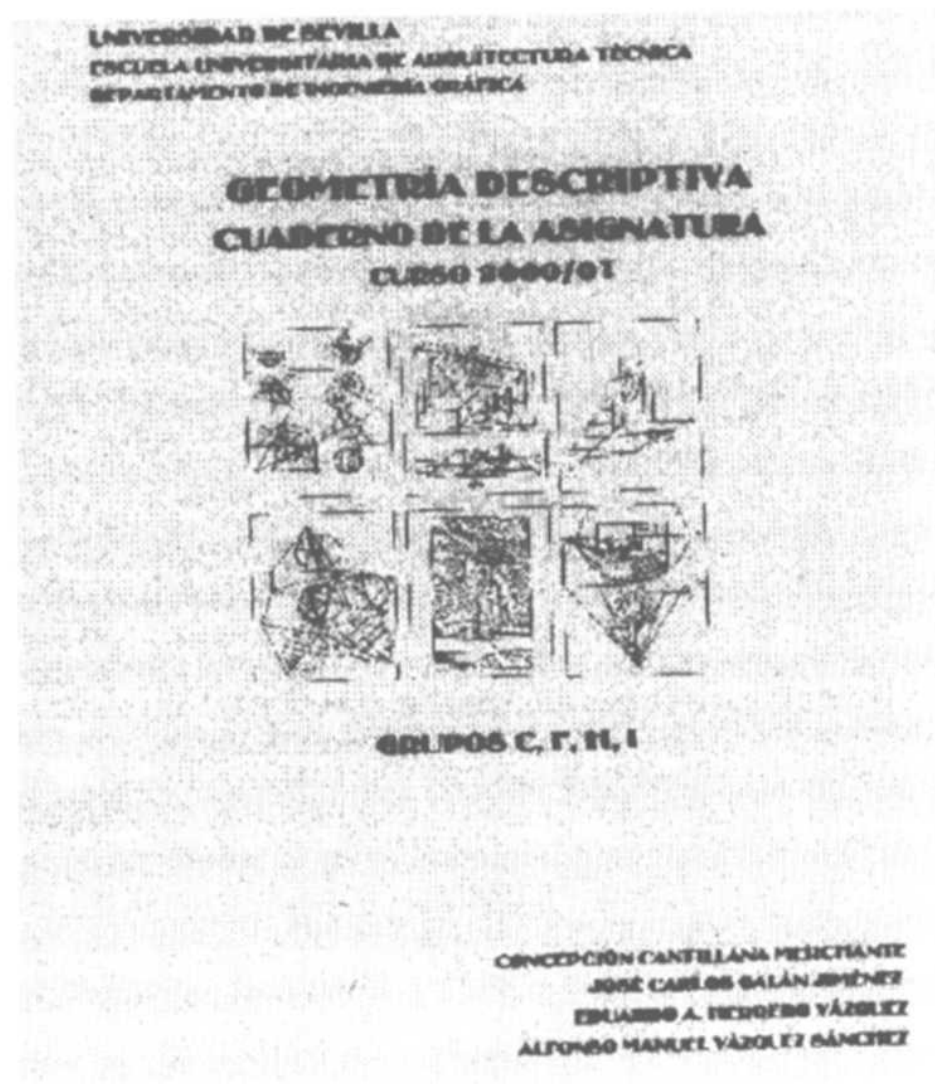 UNIVERSIDAD DE SEVILLA
ESCUELA UNIVERSITARIA DE ARQUITECTURA TÉCNICA
DEPARTAMENTO DE INGENIERÍA GRÁFICA
GEOMETRÍA DESCRIPTIVA
CUADERNO DE LA ASIGNATURA
CURSO 2000/01
GRUPOS C, F, H, I
CONCEPCIÓN CANTILLANA MERCHANTE
JOSÉ CARLOS GALÁN JIMÉNEZ
EDUARDO A. HERRERO VÁZQUEZ
ALFONSO MANUEL VÁZQUEZ SÁNCHEZ